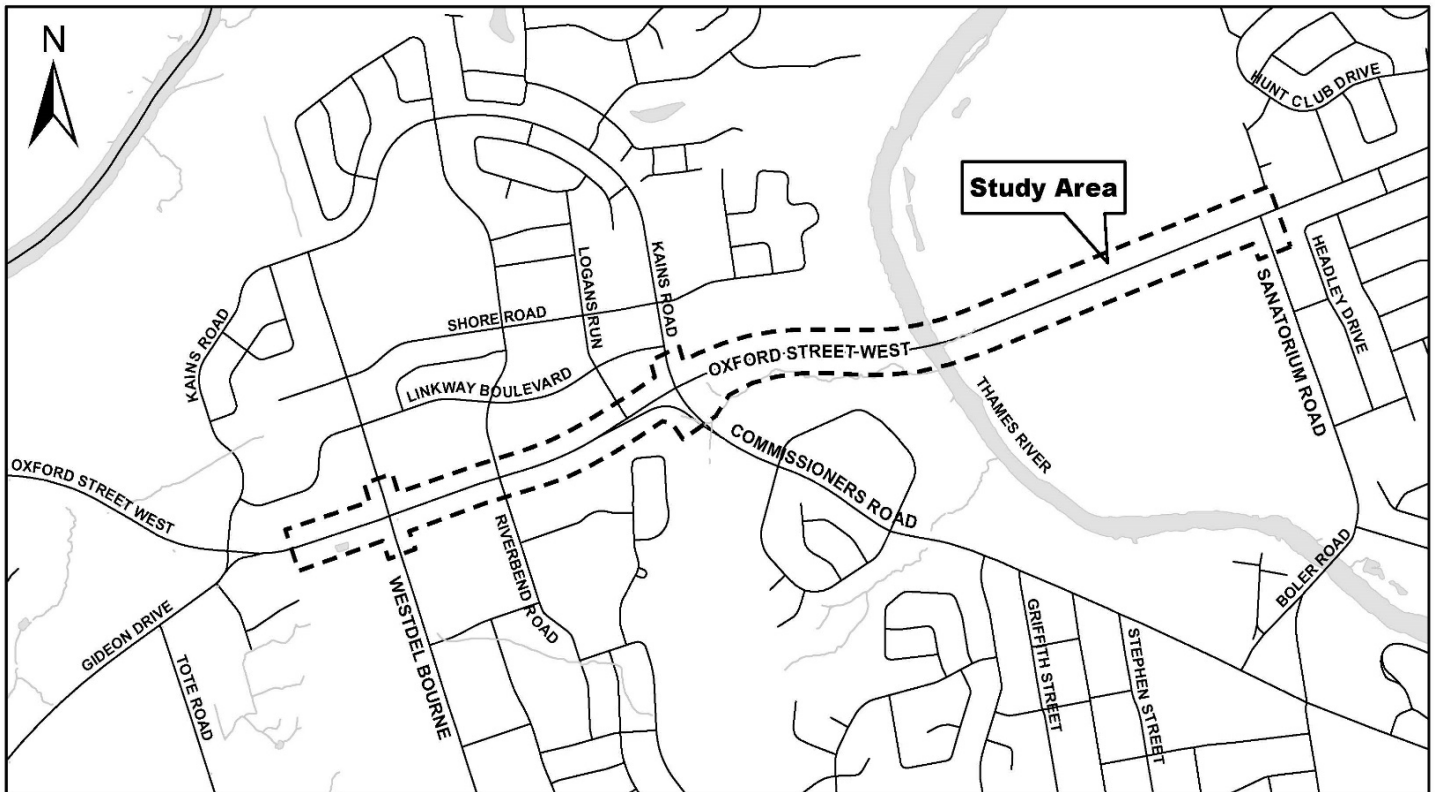 N
HUNT CLUB DRIVE
Study Area
KAINS ROAD
LOGANS RUN
HEADLEY DRIVE
SANATORIUM ROAD
SHORE ROAD
KAINS ROAD
OXFORD STREET WEST
LINKWAY BOULEVARD
THAMES RIVER
COMMISSIONERS ROAD
OXFORD STREET WEST
RIVERBEND ROAD
BOLER ROAD
WESTDEL BOURNE
GIDEON DRIVE
TOTE ROAD
GRIFFITH STREET
STEPHEN STREET